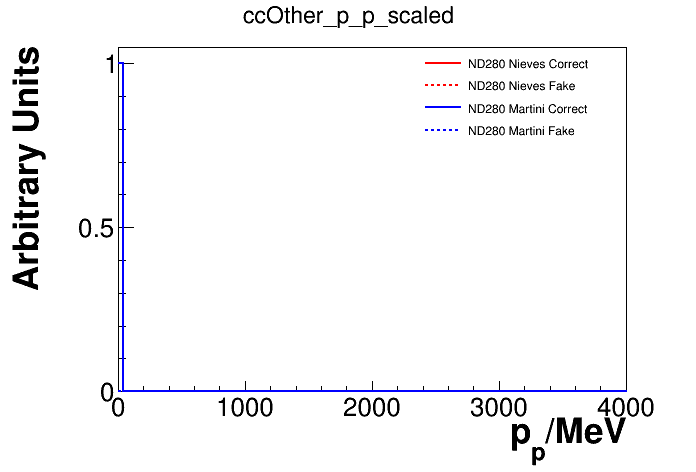 ccOther_p_p_scaled
Arbitrary Units
1
0.5
0
ND280 Nieves Correct
ND280 Nieves Fake
ND280 Martini Correct
ND280 Martini Fake
0 1000 2000 3000 4000
p_p/MeV